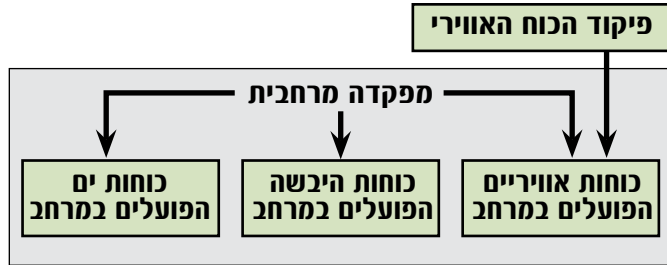 פיקוד הכוח האווירי
מפקדה מרחבית
כוחות אוויריים
הפועלים במרחב
כוחות היבשה
הפועלים במרחב
כוחות ים
הפועלים במרחב